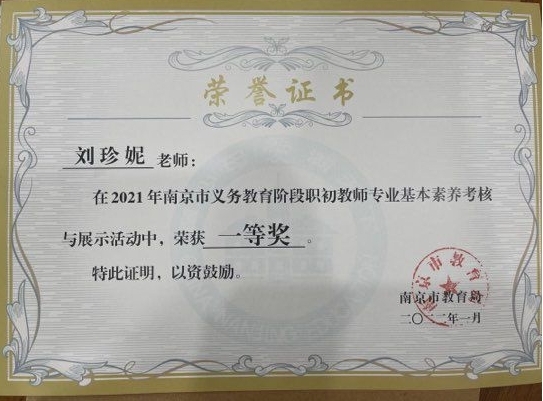 荣誉证书
刘珍妮 老师:
在2021年南京市义务教育阶段职初教师专业基本素养考核
与展示活动中,荣获 一等奖 。
特此证明,以资鼓励。
南京市教育局
二〇二二年一月